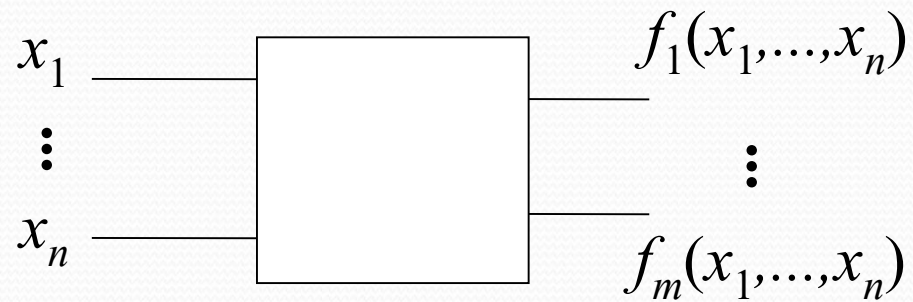 x₁
f₁(x₁,...,xₙ)
⋮
⋮
xₙ
fₘ(x₁,...,xₙ)